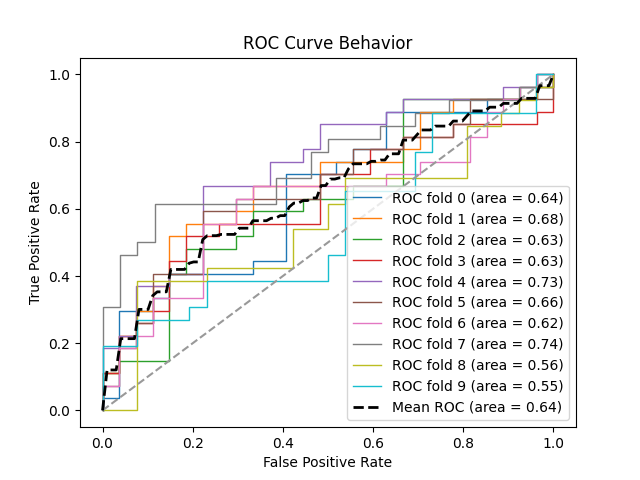 ROC Curve Behavior
1.0
0.8
0.6
0.4
0.2
0.0
True Positive Rate
ROC fold 0 (area = 0.64)
ROC fold 1 (area = 0.68)
ROC fold 2 (area = 0.63)
ROC fold 3 (area = 0.63)
ROC fold 4 (area = 0.73)
ROC fold 5 (area = 0.66)
ROC fold 6 (area = 0.62)
ROC fold 7 (area = 0.74)
ROC fold 8 (area = 0.56)
ROC fold 9 (area = 0.55)
Mean ROC (area = 0.64)
0.0 0.2 0.4 0.6 0.8 1.0
False Positive Rate